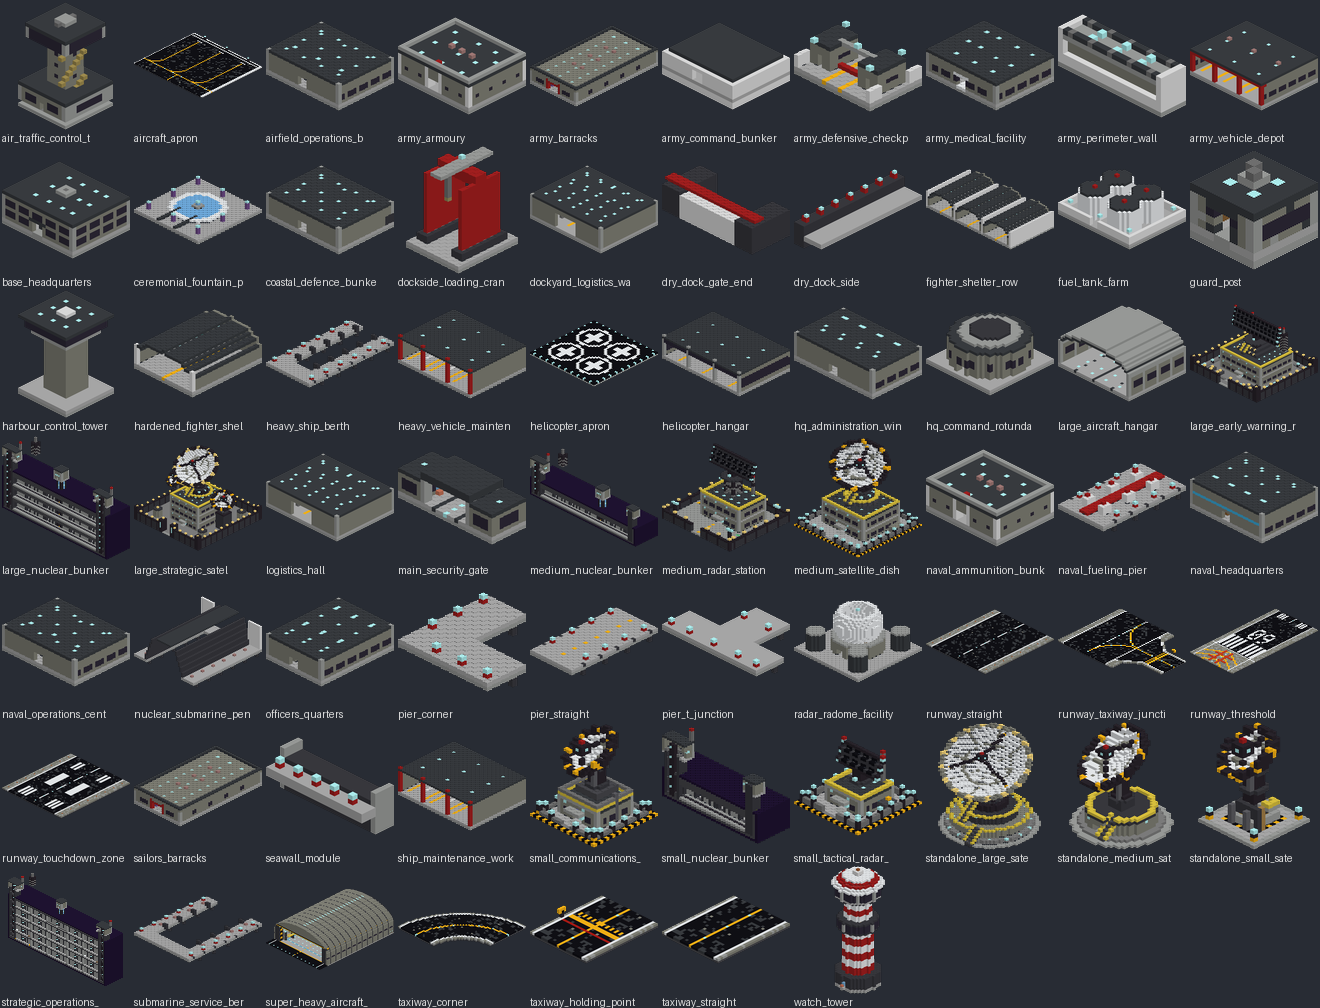 air_traffic_control_t
aircraft_apron
airfield_operations_b
army_armoury
army_barracks
army_command_bunker
army_defensive_checkp
army_medical_facility
army_perimeter_wall
army_vehicle_depot
base_headquarters
ceremonial_fountain_p
coastal_defence_bunke
dockside_loading_cran
dockyard_logistics_wa
dry_dock_gate_end
dry_dock_side
fighter_shelter_row
fuel_tank_farm
guard_post
harbour_control_tower
hardened_fighter_shel
heavy_ship_berth
heavy_vehicle_mainten
helicopter_apron
helicopter_hangar
hq_administration_win
hq_command_rotunda
large_aircraft_hangar
large_early_warning_r
large_nuclear_bunker
large_strategic_satel
logistics_hall
main_security_gate
medium_nuclear_bunker
medium_radar_station
medium_satellite_dish
naval_ammunition_bunk
naval_fueling_pier
naval_headquarters
naval_operations_cent
nuclear_submarine_pen
officers_quarters
pier_corner
pier_straight
pier_t_junction
radar_radome_facility
runway_straight
runway_taxiway_juncti
runway_threshold
runway_touchdown_zone
sailors_barracks
seawall_module
ship_maintenance_work
small_communications_
small_nuclear_bunker
small_tactical_radar_
standalone_large_sate
standalone_medium_sat
standalone_small_sate
strategic_operations_
submarine_service_ber
super_heavy_aircraft_
taxiway_corner
taxiway_holding_point
taxiway_straight
watch_tower